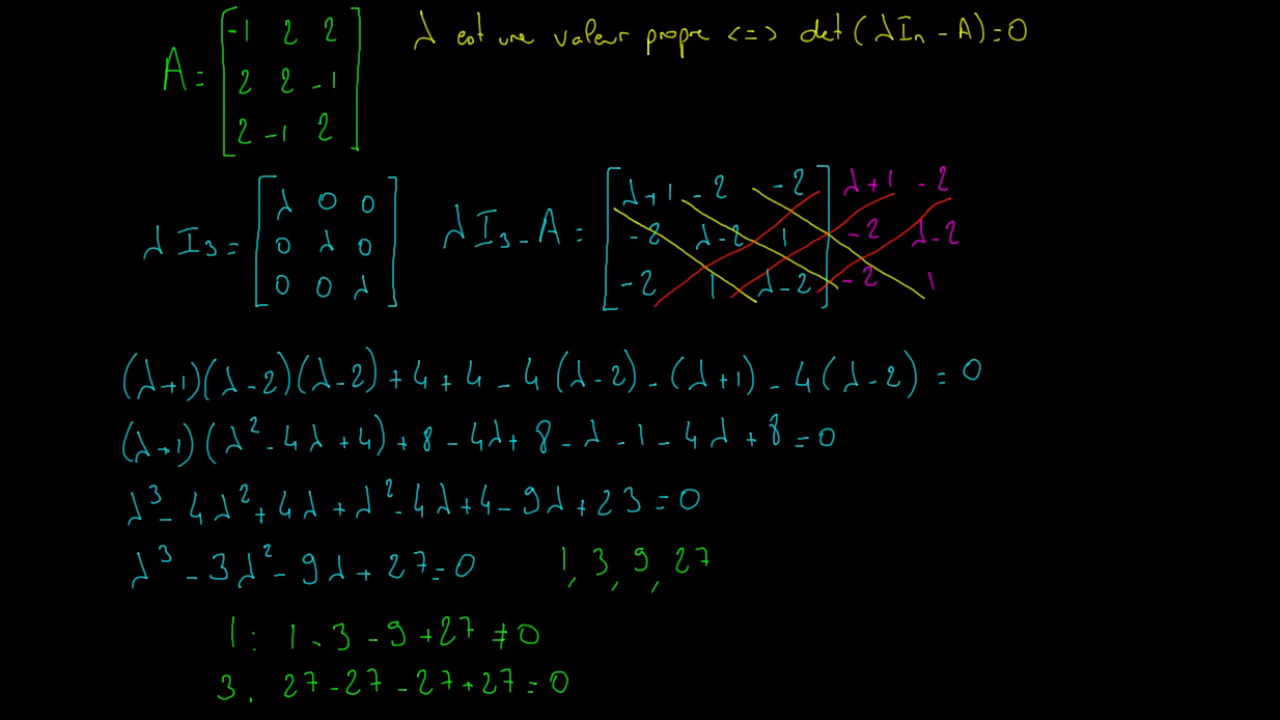 A = [-1 2 2
2 2 -1
2 -1 2]
λ est une valeur propre <=> det(λIn - A)=0
λI3 = [λ 0 0
0 λ 0
0 0 λ]
λI3 - A = [λ+1 -2 -2] λ+1 -2
-2 λ-2 1 -2 λ-2
-2 1 λ-2 -2 1
(λ+1)(λ-2)(λ-2)+4+4-4(λ-2)-(λ+1)-4(λ-2)=0
(λ+1)(λ²-4λ+4)+8-4λ+8-λ-1-4λ+8=0
λ³-4λ²+4λ+λ²-4λ+4-9λ+23=0
λ³-3λ²-9λ+27=0 1, 3, 9, 27
1: 1-3-9+27≠0
3: 27-27-27+27=0